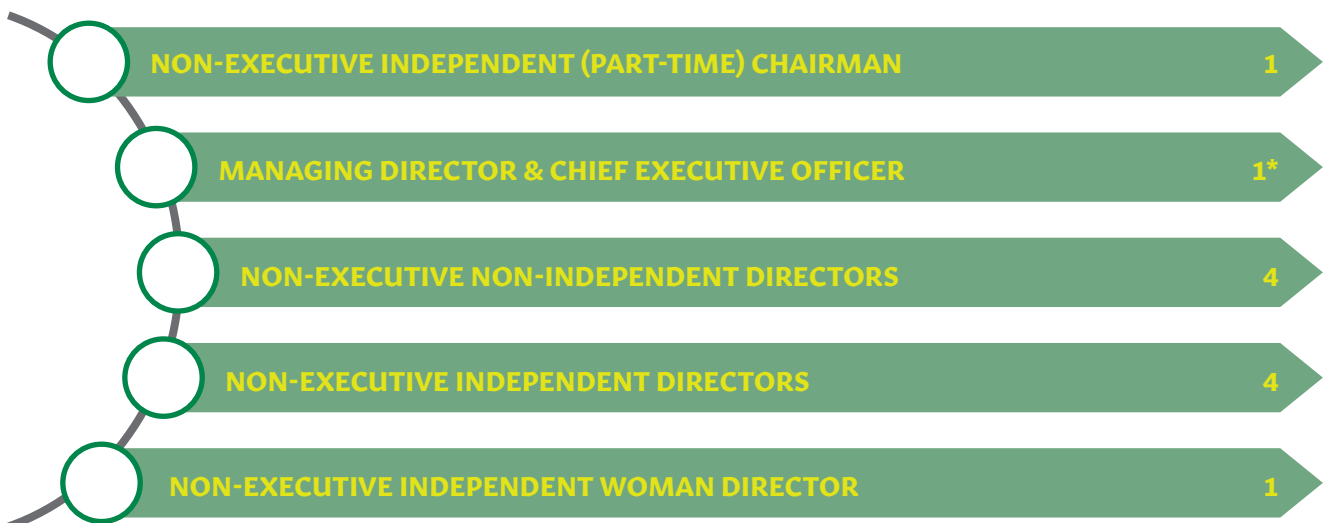 NON-EXECUTIVE INDEPENDENT (PART-TIME) CHAIRMAN 1
MANAGING DIRECTOR & CHIEF EXECUTIVE OFFICER 1*
NON-EXECUTIVE NON-INDEPENDENT DIRECTORS 4
NON-EXECUTIVE INDEPENDENT DIRECTORS 4
NON-EXECUTIVE INDEPENDENT WOMAN DIRECTOR 1